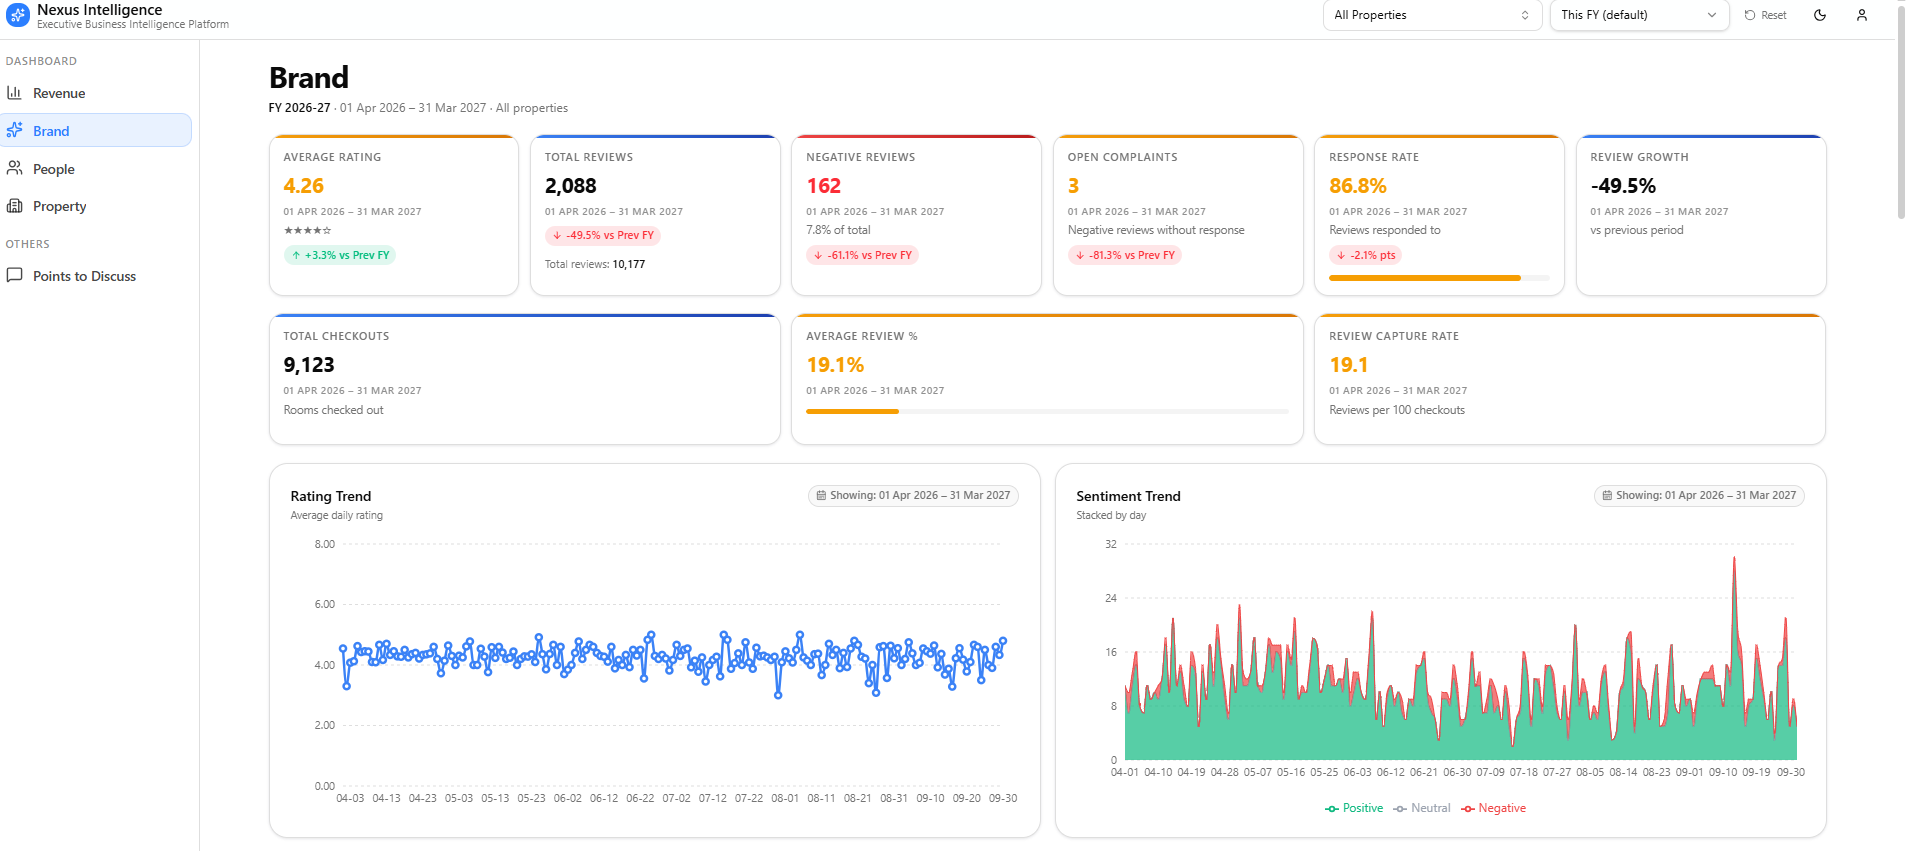 Nexus Intelligence
Executive Business Intelligence Platform
All Properties
This FY (default)
Reset
DASHBOARD
Revenue
Brand
People
Property
OTHERS
Points to Discuss
Brand
FY 2026-27 · 01 Apr 2026 – 31 Mar 2027 · All properties
AVERAGE RATING
4.26
01 APR 2026 – 31 MAR 2027
★★★★☆
↑ +3.3% vs Prev FY
TOTAL REVIEWS
2,088
01 APR 2026 – 31 MAR 2027
↓ -49.5% vs Prev FY
Total reviews: 10,177
NEGATIVE REVIEWS
162
01 APR 2026 – 31 MAR 2027
7.8% of total
↓ -61.1% vs Prev FY
OPEN COMPLAINTS
3
01 APR 2026 – 31 MAR 2027
Negative reviews without response
↓ -81.3% vs Prev FY
RESPONSE RATE
86.8%
01 APR 2026 – 31 MAR 2027
Reviews responded to
↓ -2.1% pts
REVIEW GROWTH
-49.5%
01 APR 2026 – 31 MAR 2027
vs previous period
TOTAL CHECKOUTS
9,123
01 APR 2026 – 31 MAR 2027
Rooms checked out
AVERAGE REVIEW %
19.1%
01 APR 2026 – 31 MAR 2027
REVIEW CAPTURE RATE
19.1
01 APR 2026 – 31 MAR 2027
Reviews per 100 checkouts
Rating Trend
Average daily rating
Showing: 01 Apr 2026 – 31 Mar 2027
8.00
6.00
4.00
2.00
0.00
04-03 04-13 04-23 05-03 05-13 05-23 06-02 06-12 06-22 07-02 07-12 07-22 08-01 08-11 08-21 08-31 09-10 09-20 09-30
Sentiment Trend
Stacked by day
Showing: 01 Apr 2026 – 31 Mar 2027
32
24
16
8
0
04-01 04-10 04-19 04-28 05-07 05-16 05-25 06-03 06-12 06-21 06-30 07-09 07-18 07-27 08-05 08-14 08-23 09-01 09-10 09-19 09-30
Positive Neutral Negative